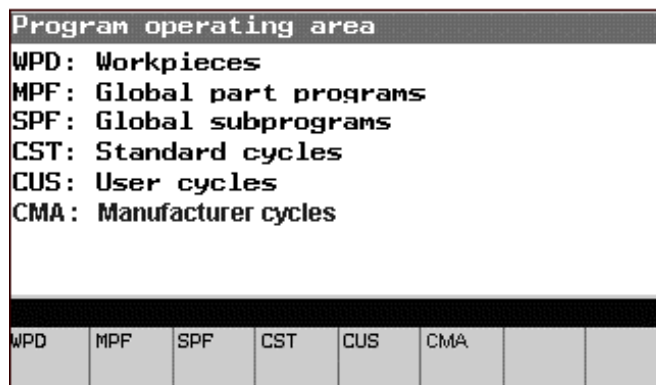 Program operating area
WPD: Workpieces
MPF: Global part programs
SPF: Global subprograms
CST: Standard cycles
CUS: User cycles
CMA: Manufacturer cycles
WPD MPF SPF CST CUS CMA